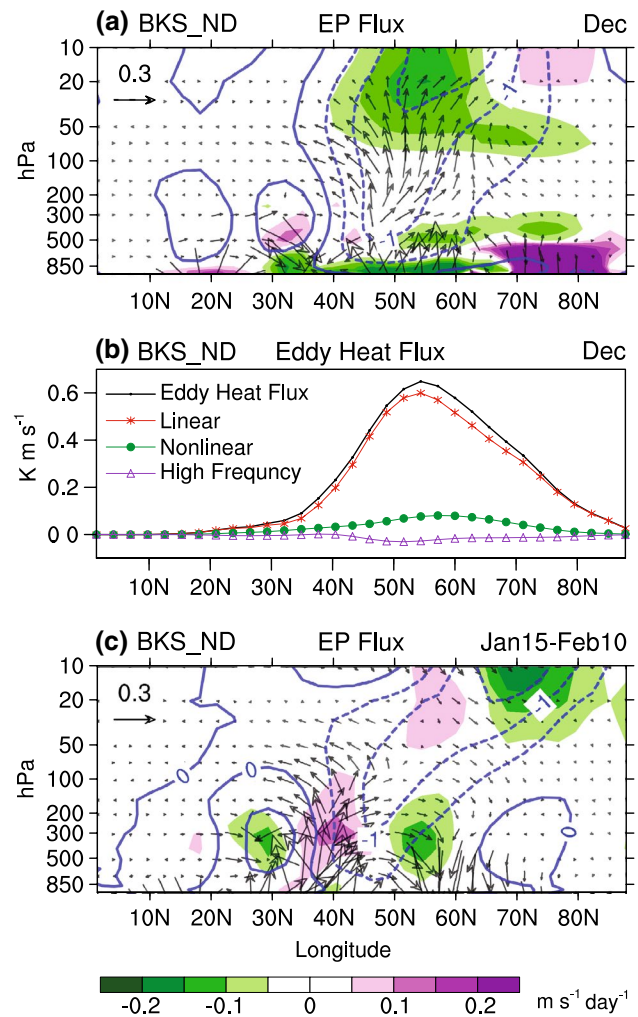 (a) BKS_ND EP Flux Dec
0.3
10
20
50
100
200
300
500
850
hPa
-1
-1
10N 20N 30N 40N 50N 60N 70N 80N
(b) BKS_ND Eddy Heat Flux Dec
Eddy Heat Flux
Linear
Nonlinear
High Frequncy
0.6
0.4
0.2
0 0
K m s⁻¹
10N 20N 30N 40N 50N 60N 70N 80N
(c) BKS_ND EP Flux Jan15-Feb10
0.3
10
20
50
100
200
300
500
850
hPa
0
0
-1
-1
0
10N 20N 30N 40N 50N 60N 70N 80N
Longitude
-0.2 -0.1 0 0.1 0.2 m s⁻¹ day⁻¹